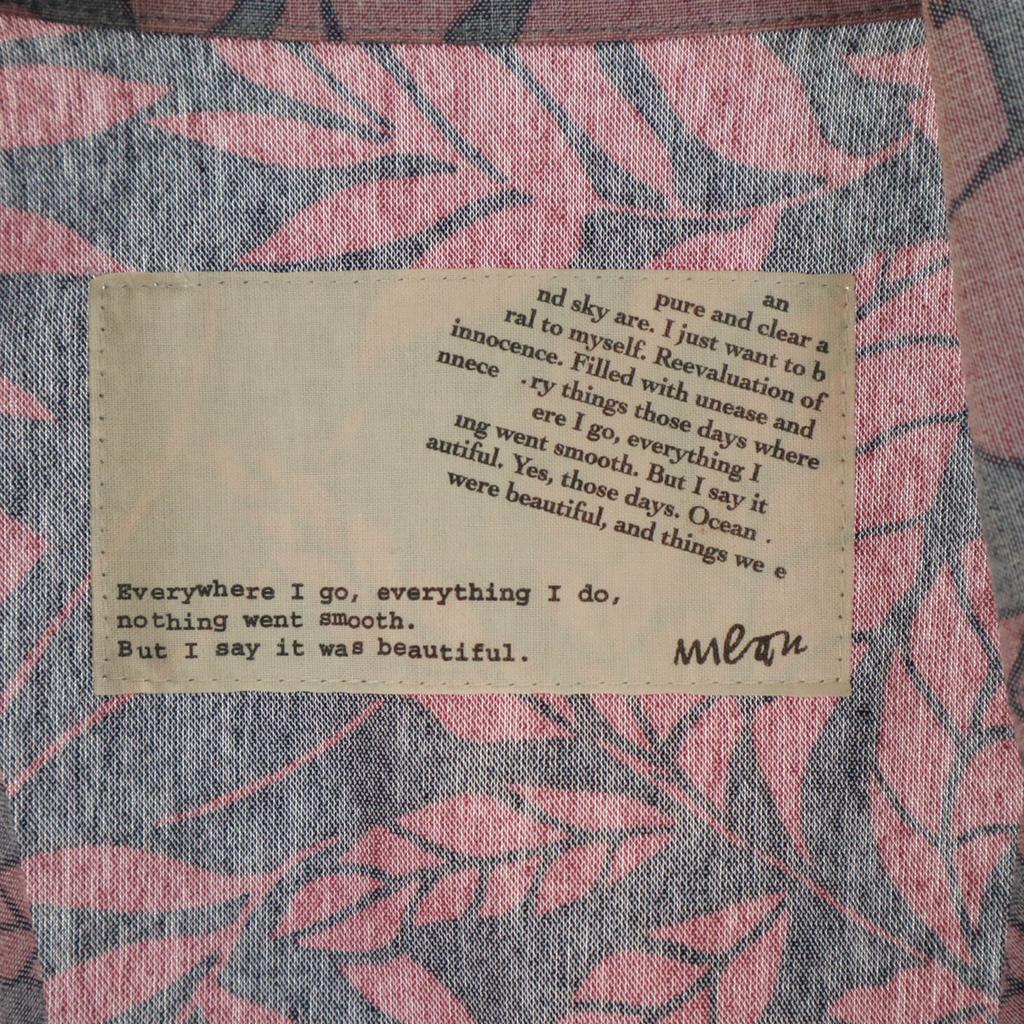 an
pure and clear a
nd sky are. I just want to b
ral to myself. Reevaluation of
innocence. Filled with unease and
nnece .ry things those days where
ere I go, everything I
ing went smooth. But I say it
autiful. Yes, those days. Ocean .
were beautiful, and things we e
Everywhere I go, everything I do,
nothing went smooth.
But I say it was beautiful.
mean